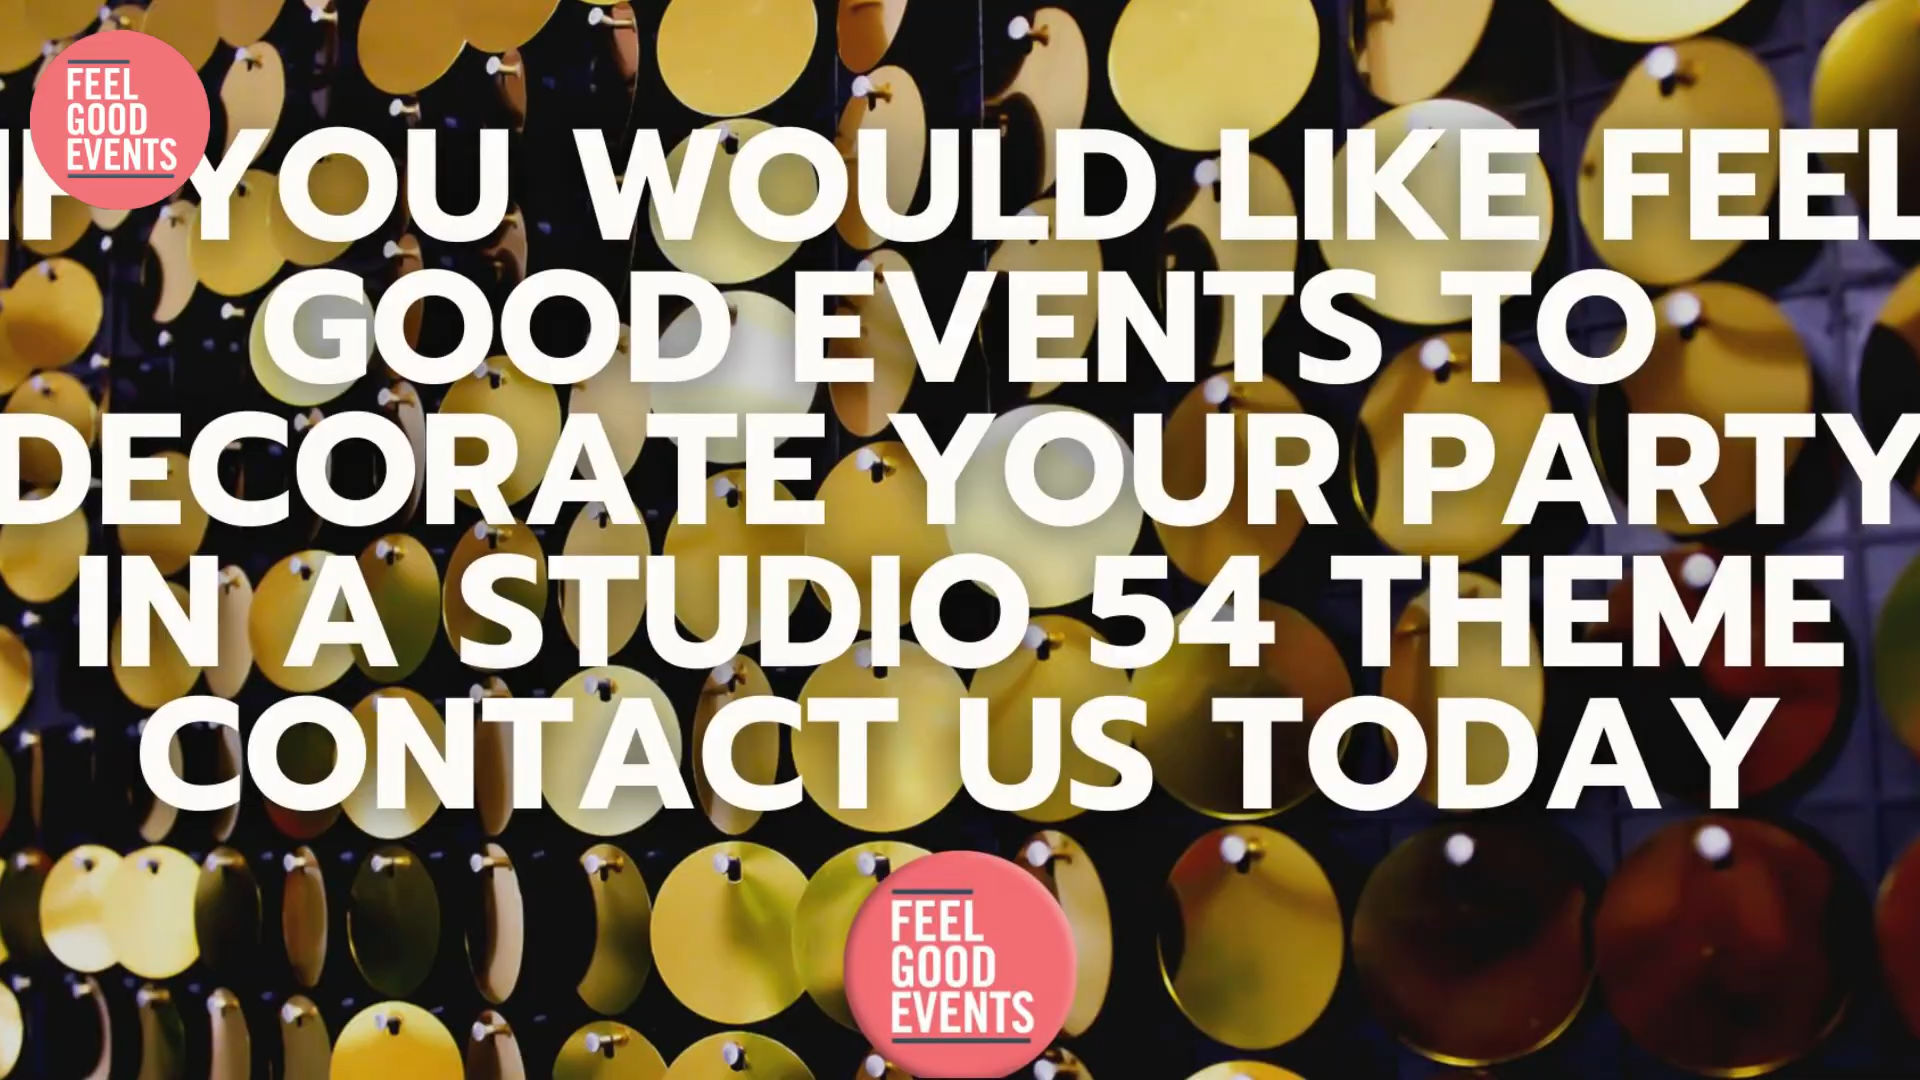 FEEL
GOOD
EVENTS
IF YOU WOULD LIKE FEEL
GOOD EVENTS TO
DECORATE YOUR PARTY
IN A STUDIO 54 THEME
CONTACT US TODAY
FEEL
GOOD
EVENTS